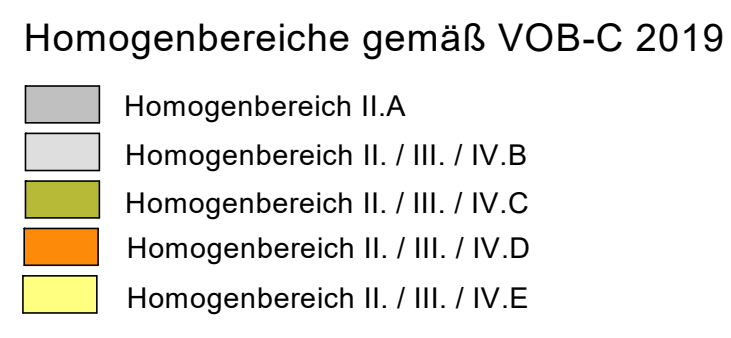 Homogenbereiche gemäß VOB-C 2019
Homogenbereich II.A
Homogenbereich II. / III. / IV.B
Homogenbereich II. / III. / IV.C
Homogenbereich II. / III. / IV.D
Homogenbereich II. / III. / IV.E